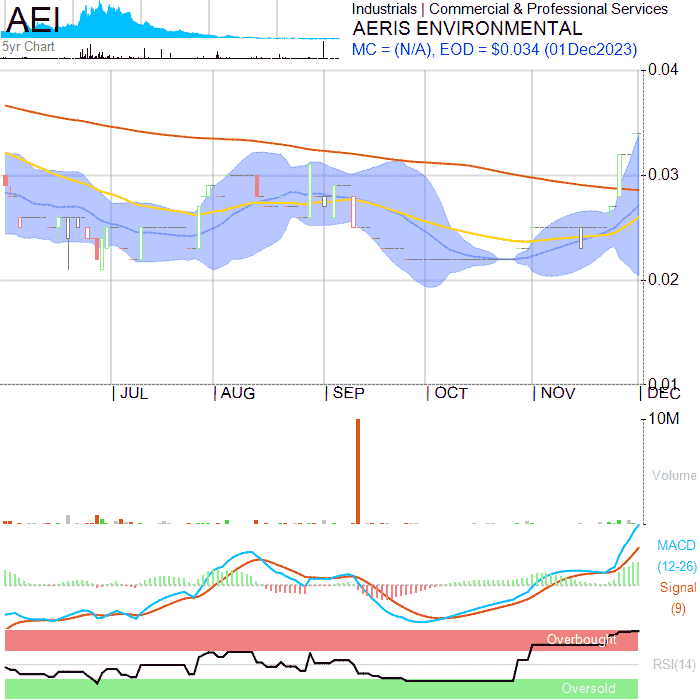 AEI
Industrials | Commercial & Professional Services
AERIS ENVIRONMENTAL
MC = (N/A), EOD = $0.034 (01Dec2023)
5yr Chart
0.04
0.03
0.02
0.01
JUL
AUG
SEP
OCT
NOV
DEC
10M
Volume
MACD
(12-26)
Signal
(9)
Overbought
RSI(14)
Oversold